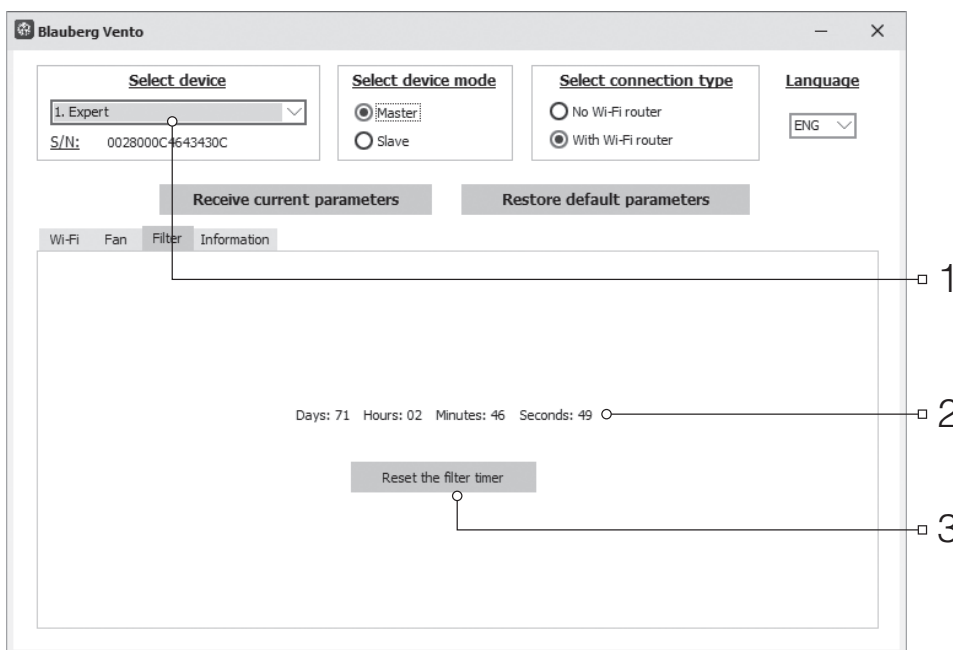 Blauberg Vento
Select device
1. Expert
S/N: 0028000C4643430C
Select device mode
Master
Slave
Select connection type
No Wi-Fi router
With Wi-Fi router
Language
ENG
Receive current parameters
Restore default parameters
Wi-Fi Fan Filter Information
1
Days: 71 Hours: 02 Minutes: 46 Seconds: 49
2
Reset the filter timer
3